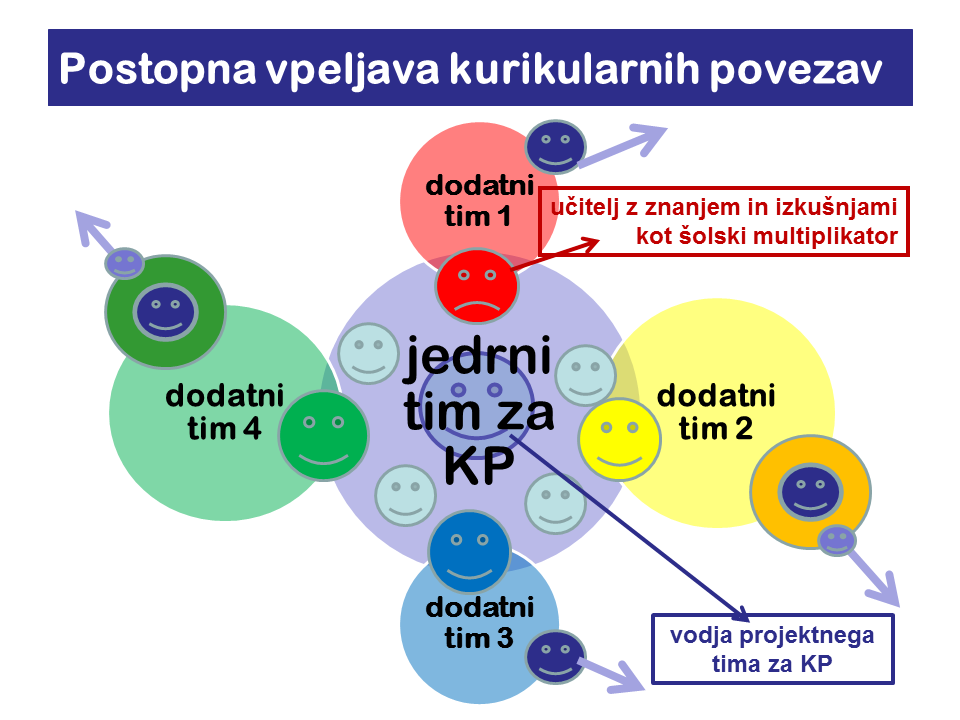 Postopna vpeljava kurikularnih povezav
dodatni
tim 1
učitelj z znanjem in izkušnjami
kot šolski multiplikator
jedrni
tim za
KP
dodatni
tim 4
dodatni
tim 2
dodatni
tim 3
vodja projektnega
tima za KP